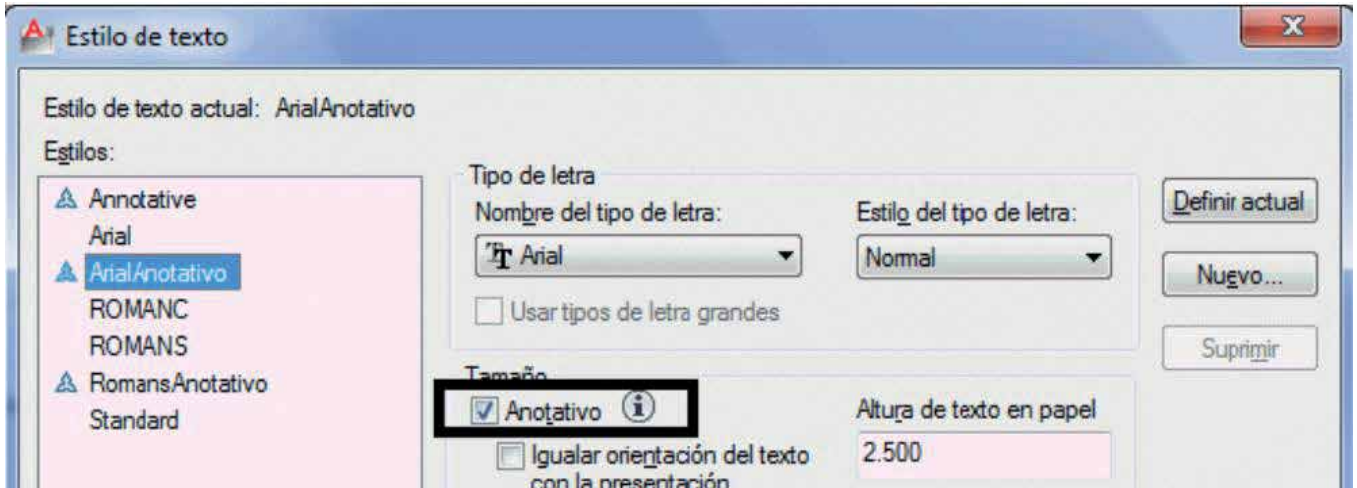 Estilo de texto
Estilo de texto actual: ArialAnotativo
Estilos:
Annotative
Arial
ArialAnotativo
ROMANC
ROMANS
RomansAnotativo
Standard
Tipo de letra
Nombre del tipo de letra:
Arial
Usar tipos de letra grandes
Estilo del tipo de letra:
Normal
Tamaño
Anotativo
Igualar orientación del texto
con la presentación
Altura de texto en papel
2.500
Definir actual
Nuevo...
Suprimir